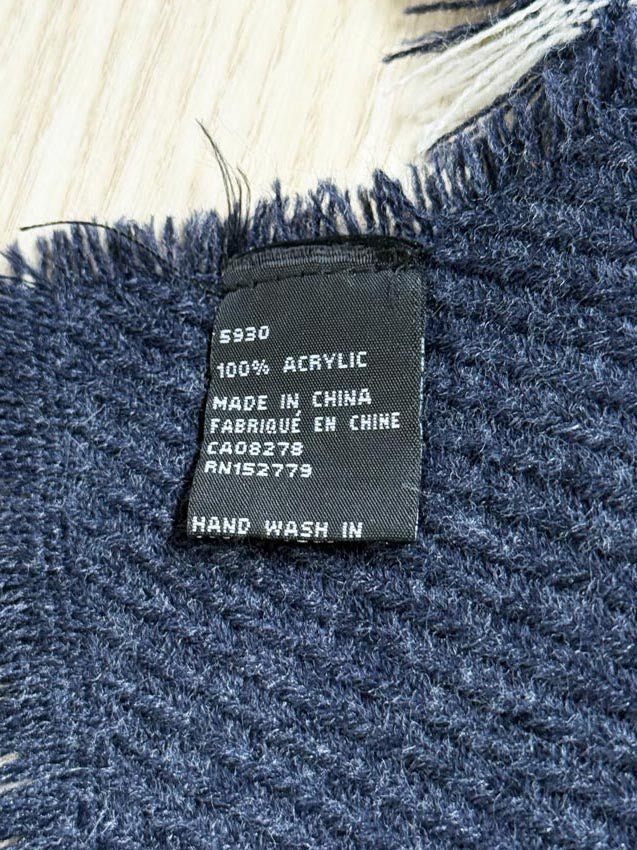 5930
100% ACRYLIC
MADE IN CHINA
FABRIQUÉ EN CHINE
CA08278
RN152779
HAND WASH IN